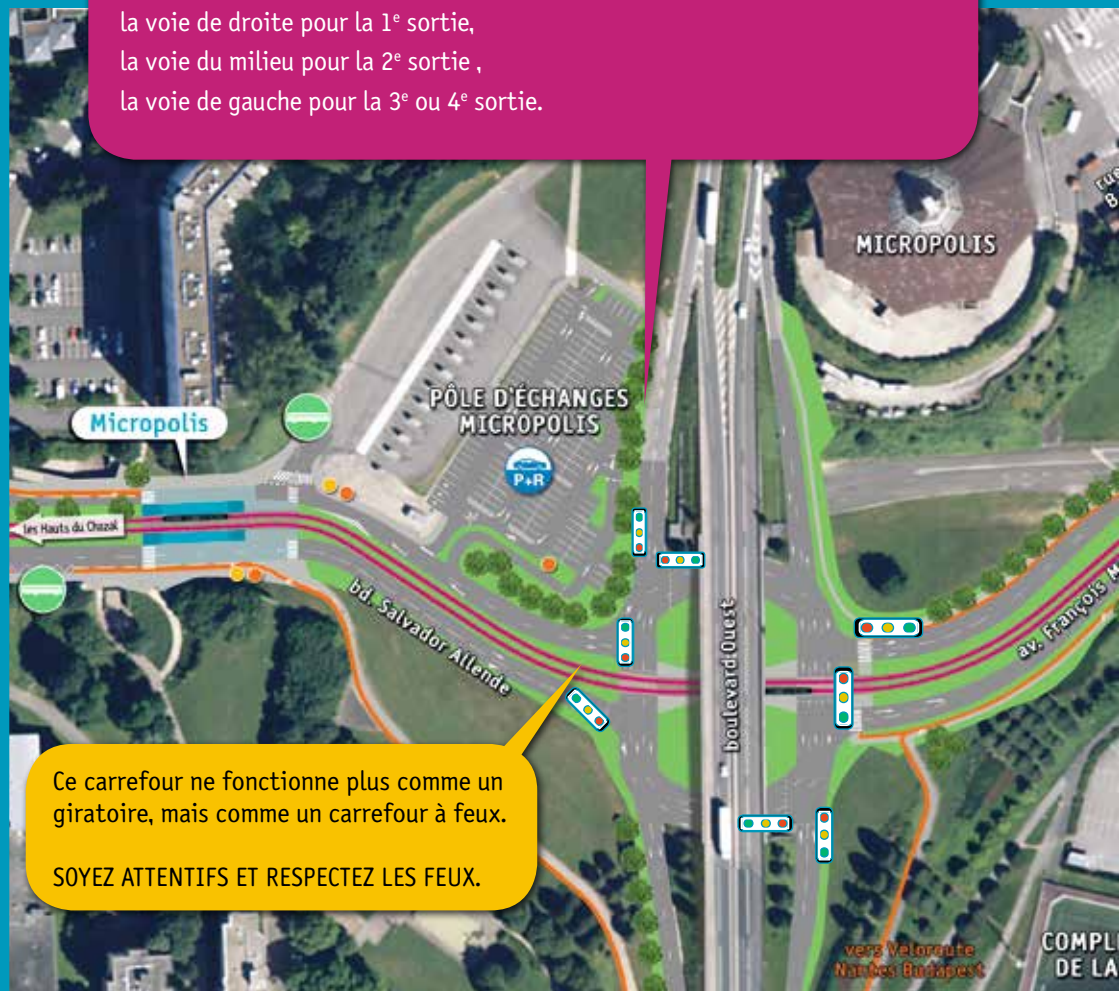 la voie de droite pour la 1e sortie,
la voie du milieu pour la 2e sortie ,
la voie de gauche pour la 3e ou 4e sortie.
MICROPOLIS
rue
B
PÔLE D'ÉCHANGES
MICROPOLIS
P+R
Micropolis
les Hauts du Chazal
bd. Salvador Allende
boulevard Ouest
av. François M
Ce carrefour ne fonctionne plus comme un
giratoire, mais comme un carrefour à feux.
SOYEZ ATTENTIFS ET RESPECTEZ LES FEUX.
vers Véloroute
Nantes Budapest
COMPL
DE LA